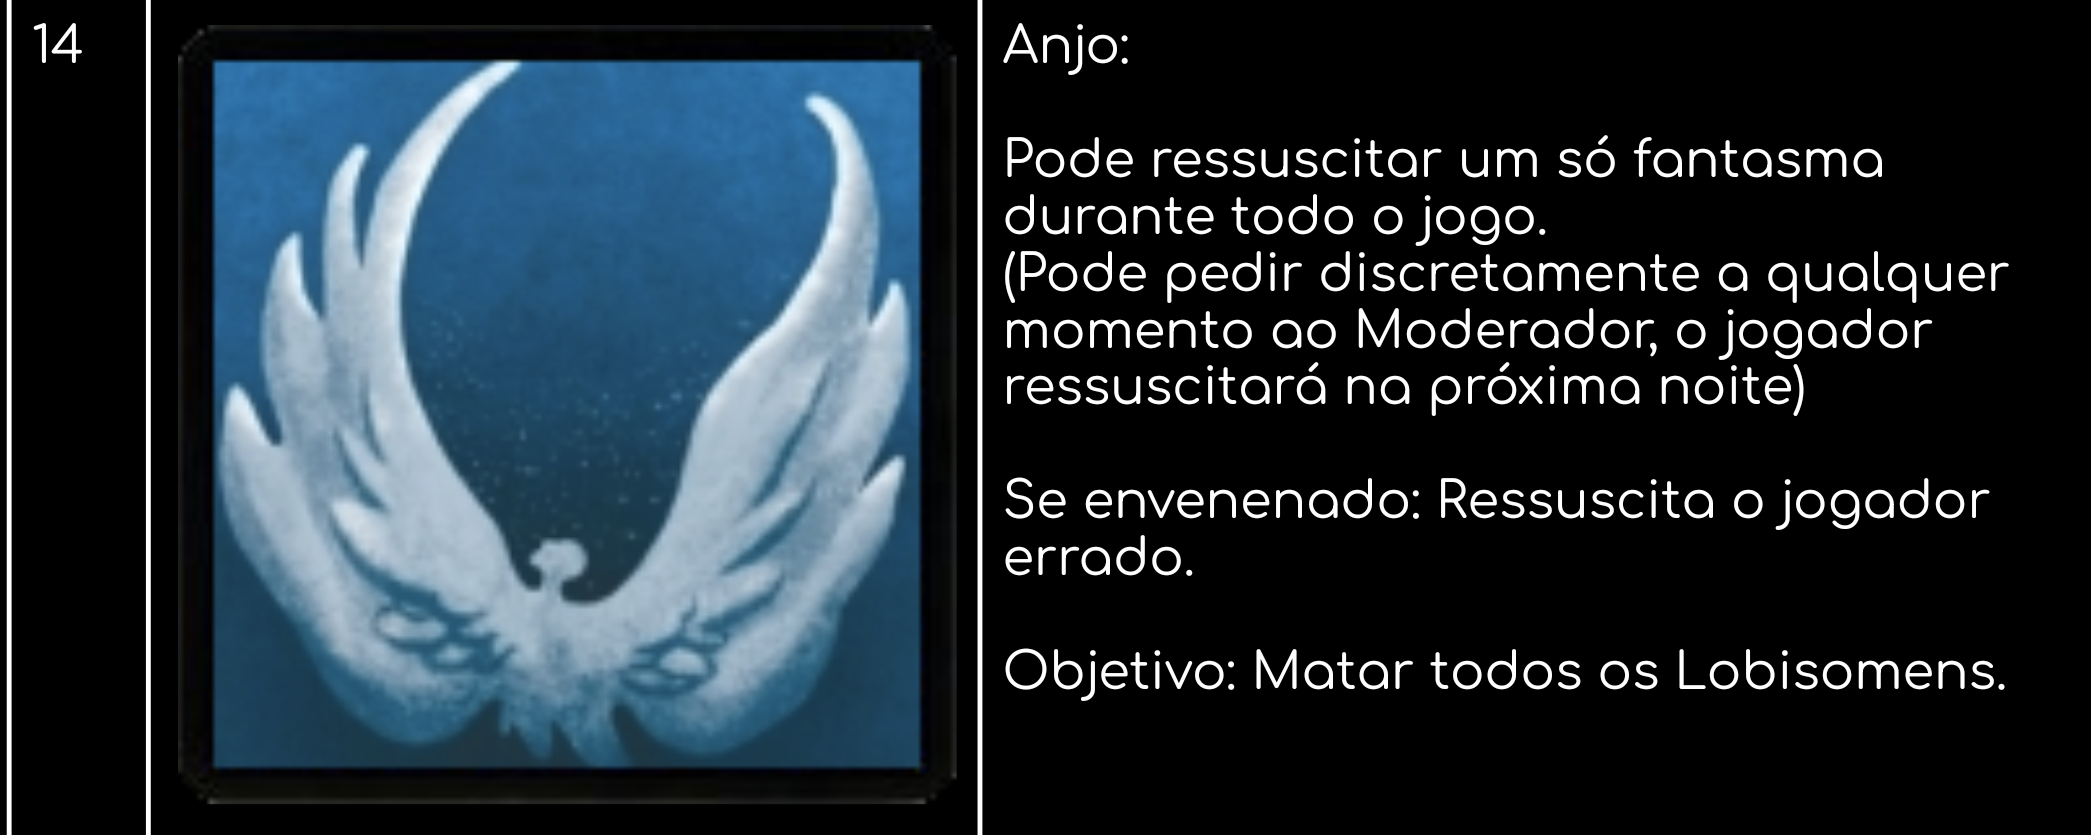 14
Anjo:
Pode ressuscitar um só fantasma
durante todo o jogo.
(Pode pedir discretamente a qualquer
momento ao Moderador, o jogador
ressuscitará na próxima noite)
Se envenenado: Ressuscita o jogador
errado.
Objetivo: Matar todos os Lobisomens.